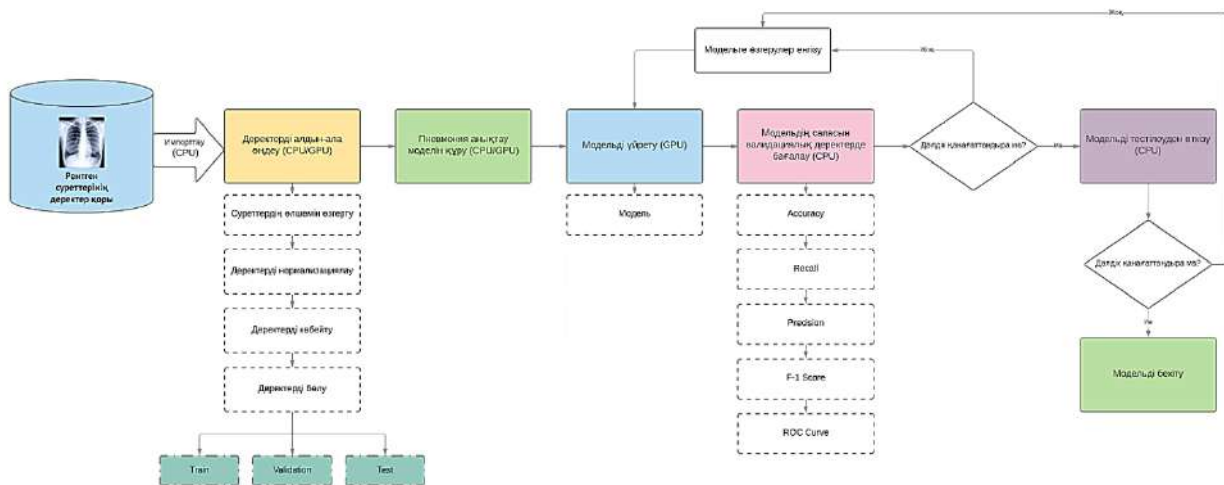 Жоқ
Модельге өзгерулер енгізу
Жоқ
Рентген
суреттерінің
деректер қоры
Импорттау
(CPU)
Деректерді алдын-ала
өңдеу (CPU/GPU)
Пневмония анықтау
моделін құру (CPU/GPU)
Модельді үйрету (GPU)
Модельдің сапасын
валидациялық деректерде
бағалау (CPU)
Дәлдік қанағаттандыра ма?
Иә
Модельді тестілеуден өткізу
(CPU)
Суреттердің өлшемін өзгерту
Деректерді нормализациялау
Деректерді көбейту
Деректерді бөлу
Train
Validation
Test
Модель
Accuracy
Recall
Precision
F-1 Score
ROC Curve
Дәлдік қанағаттандыра ма?
Иә
Модельді бекіту